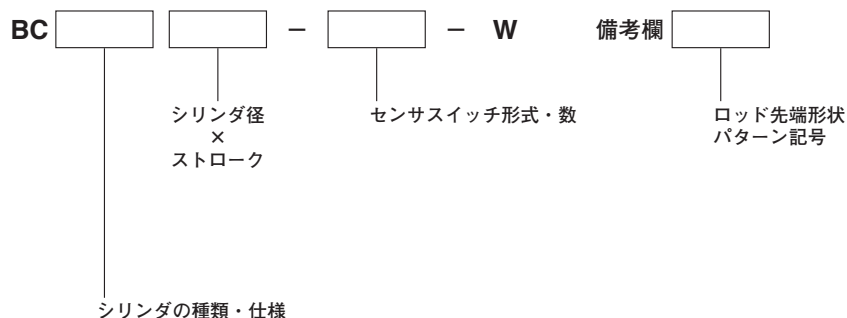 BC － － W 備考欄
シリンダ径
×
ストローク
センサスイッチ形式・数
ロッド先端形状
パターン記号
シリンダの種類・仕様